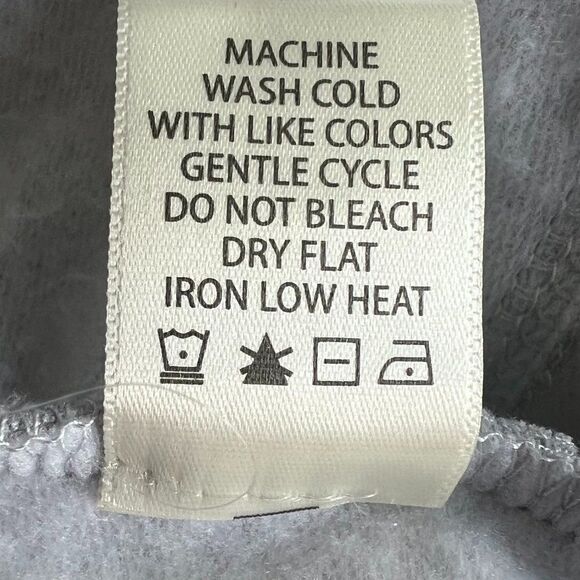 MACHINE
WASH COLD
WITH LIKE COLORS
GENTLE CYCLE
DO NOT BLEACH
DRY FLAT
IRON LOW HEAT